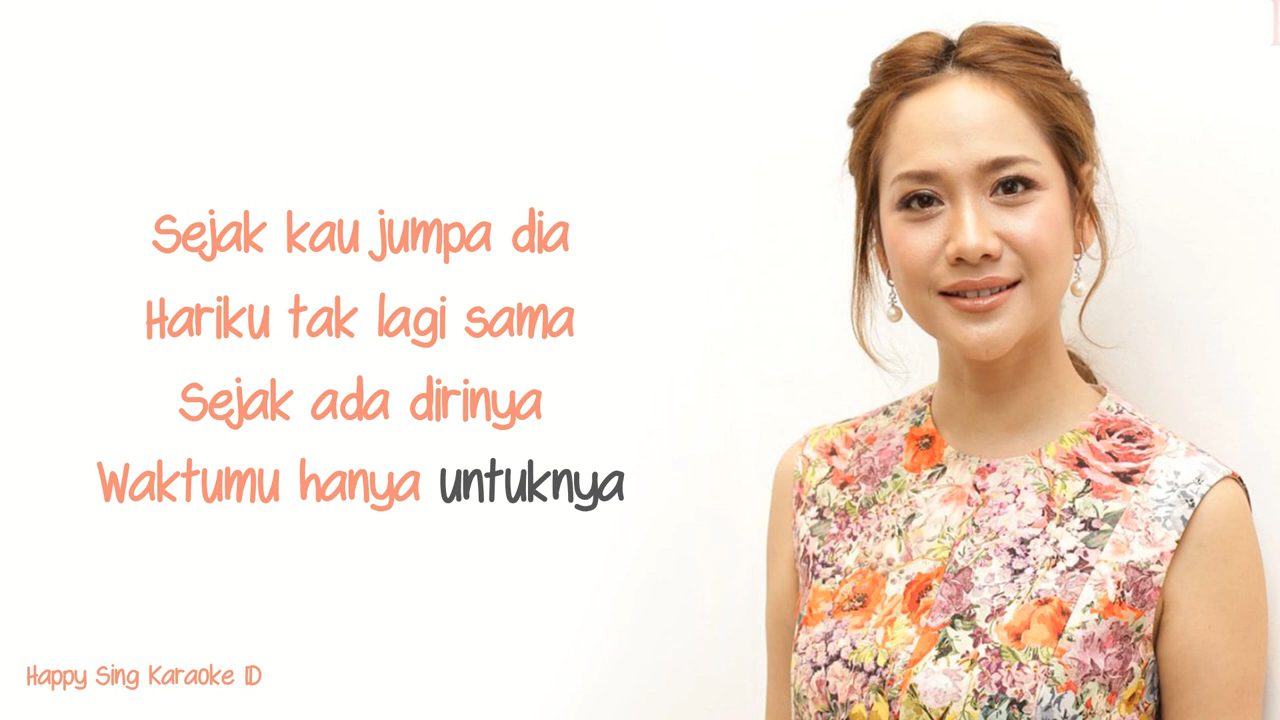 Sejak kau jumpa dia
Hariku tak lagi sama
Sejak ada dirinya
Waktumu hanya untuknya
Happy Sing Karaoke ID